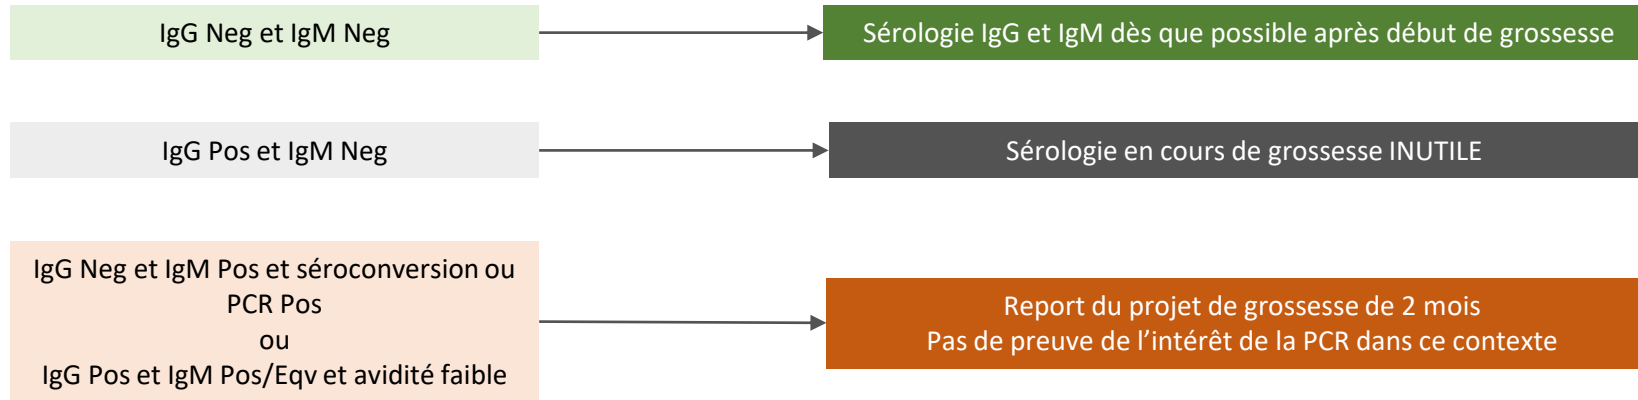 IgG Neg et IgM Neg
Sérologie IgG et IgM dès que possible après début de grossesse
IgG Pos et IgM Neg
Sérologie en cours de grossesse INUTILE
IgG Neg et IgM Pos et séroconversion ou
PCR Pos
ou
IgG Pos et IgM Pos/Eqv et avidité faible
Report du projet de grossesse de 2 mois
Pas de preuve de l’intérêt de la PCR dans ce contexte